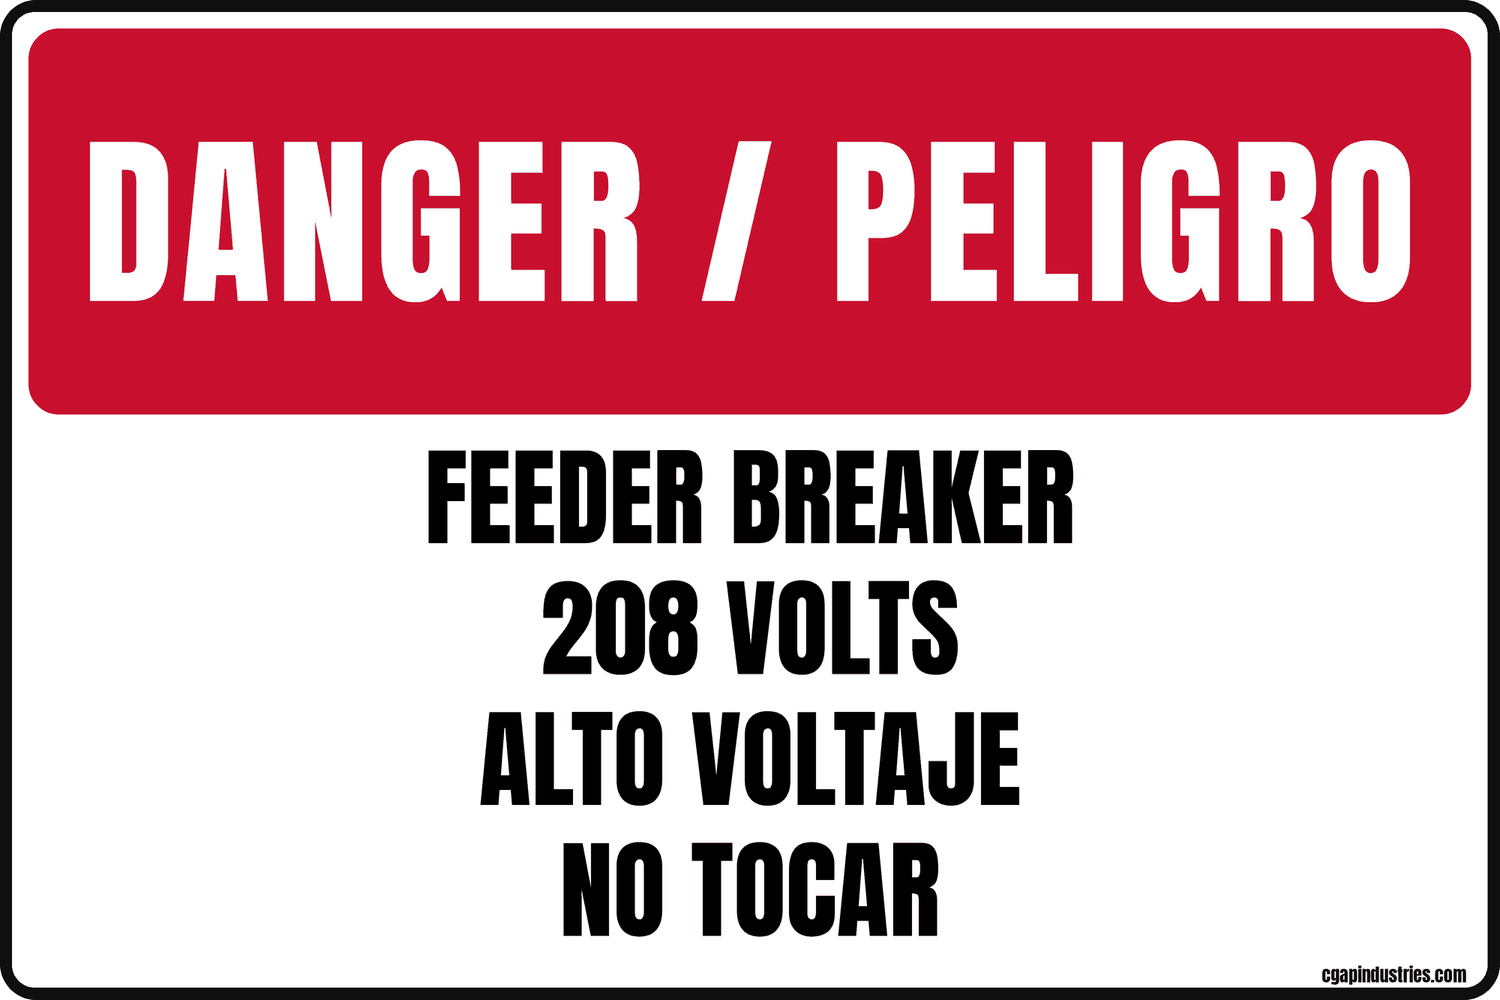 DANGER / PELIGRO
FEEDER BREAKER
208 VOLTS
ALTO VOLTAJE
NO TOCAR
cgapindustries.com